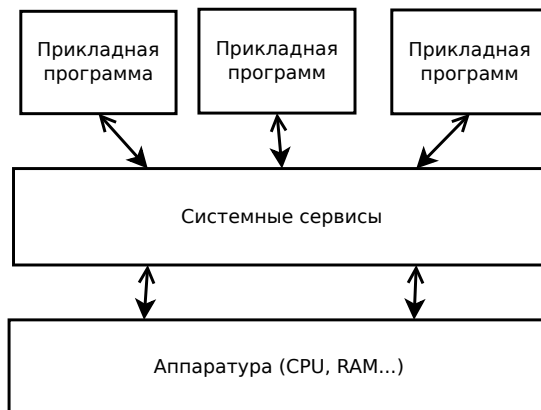 Прикладная
программа
Прикладная
программ
Прикладная
программ
Системные сервисы
Аппаратура (CPU, RAM...)